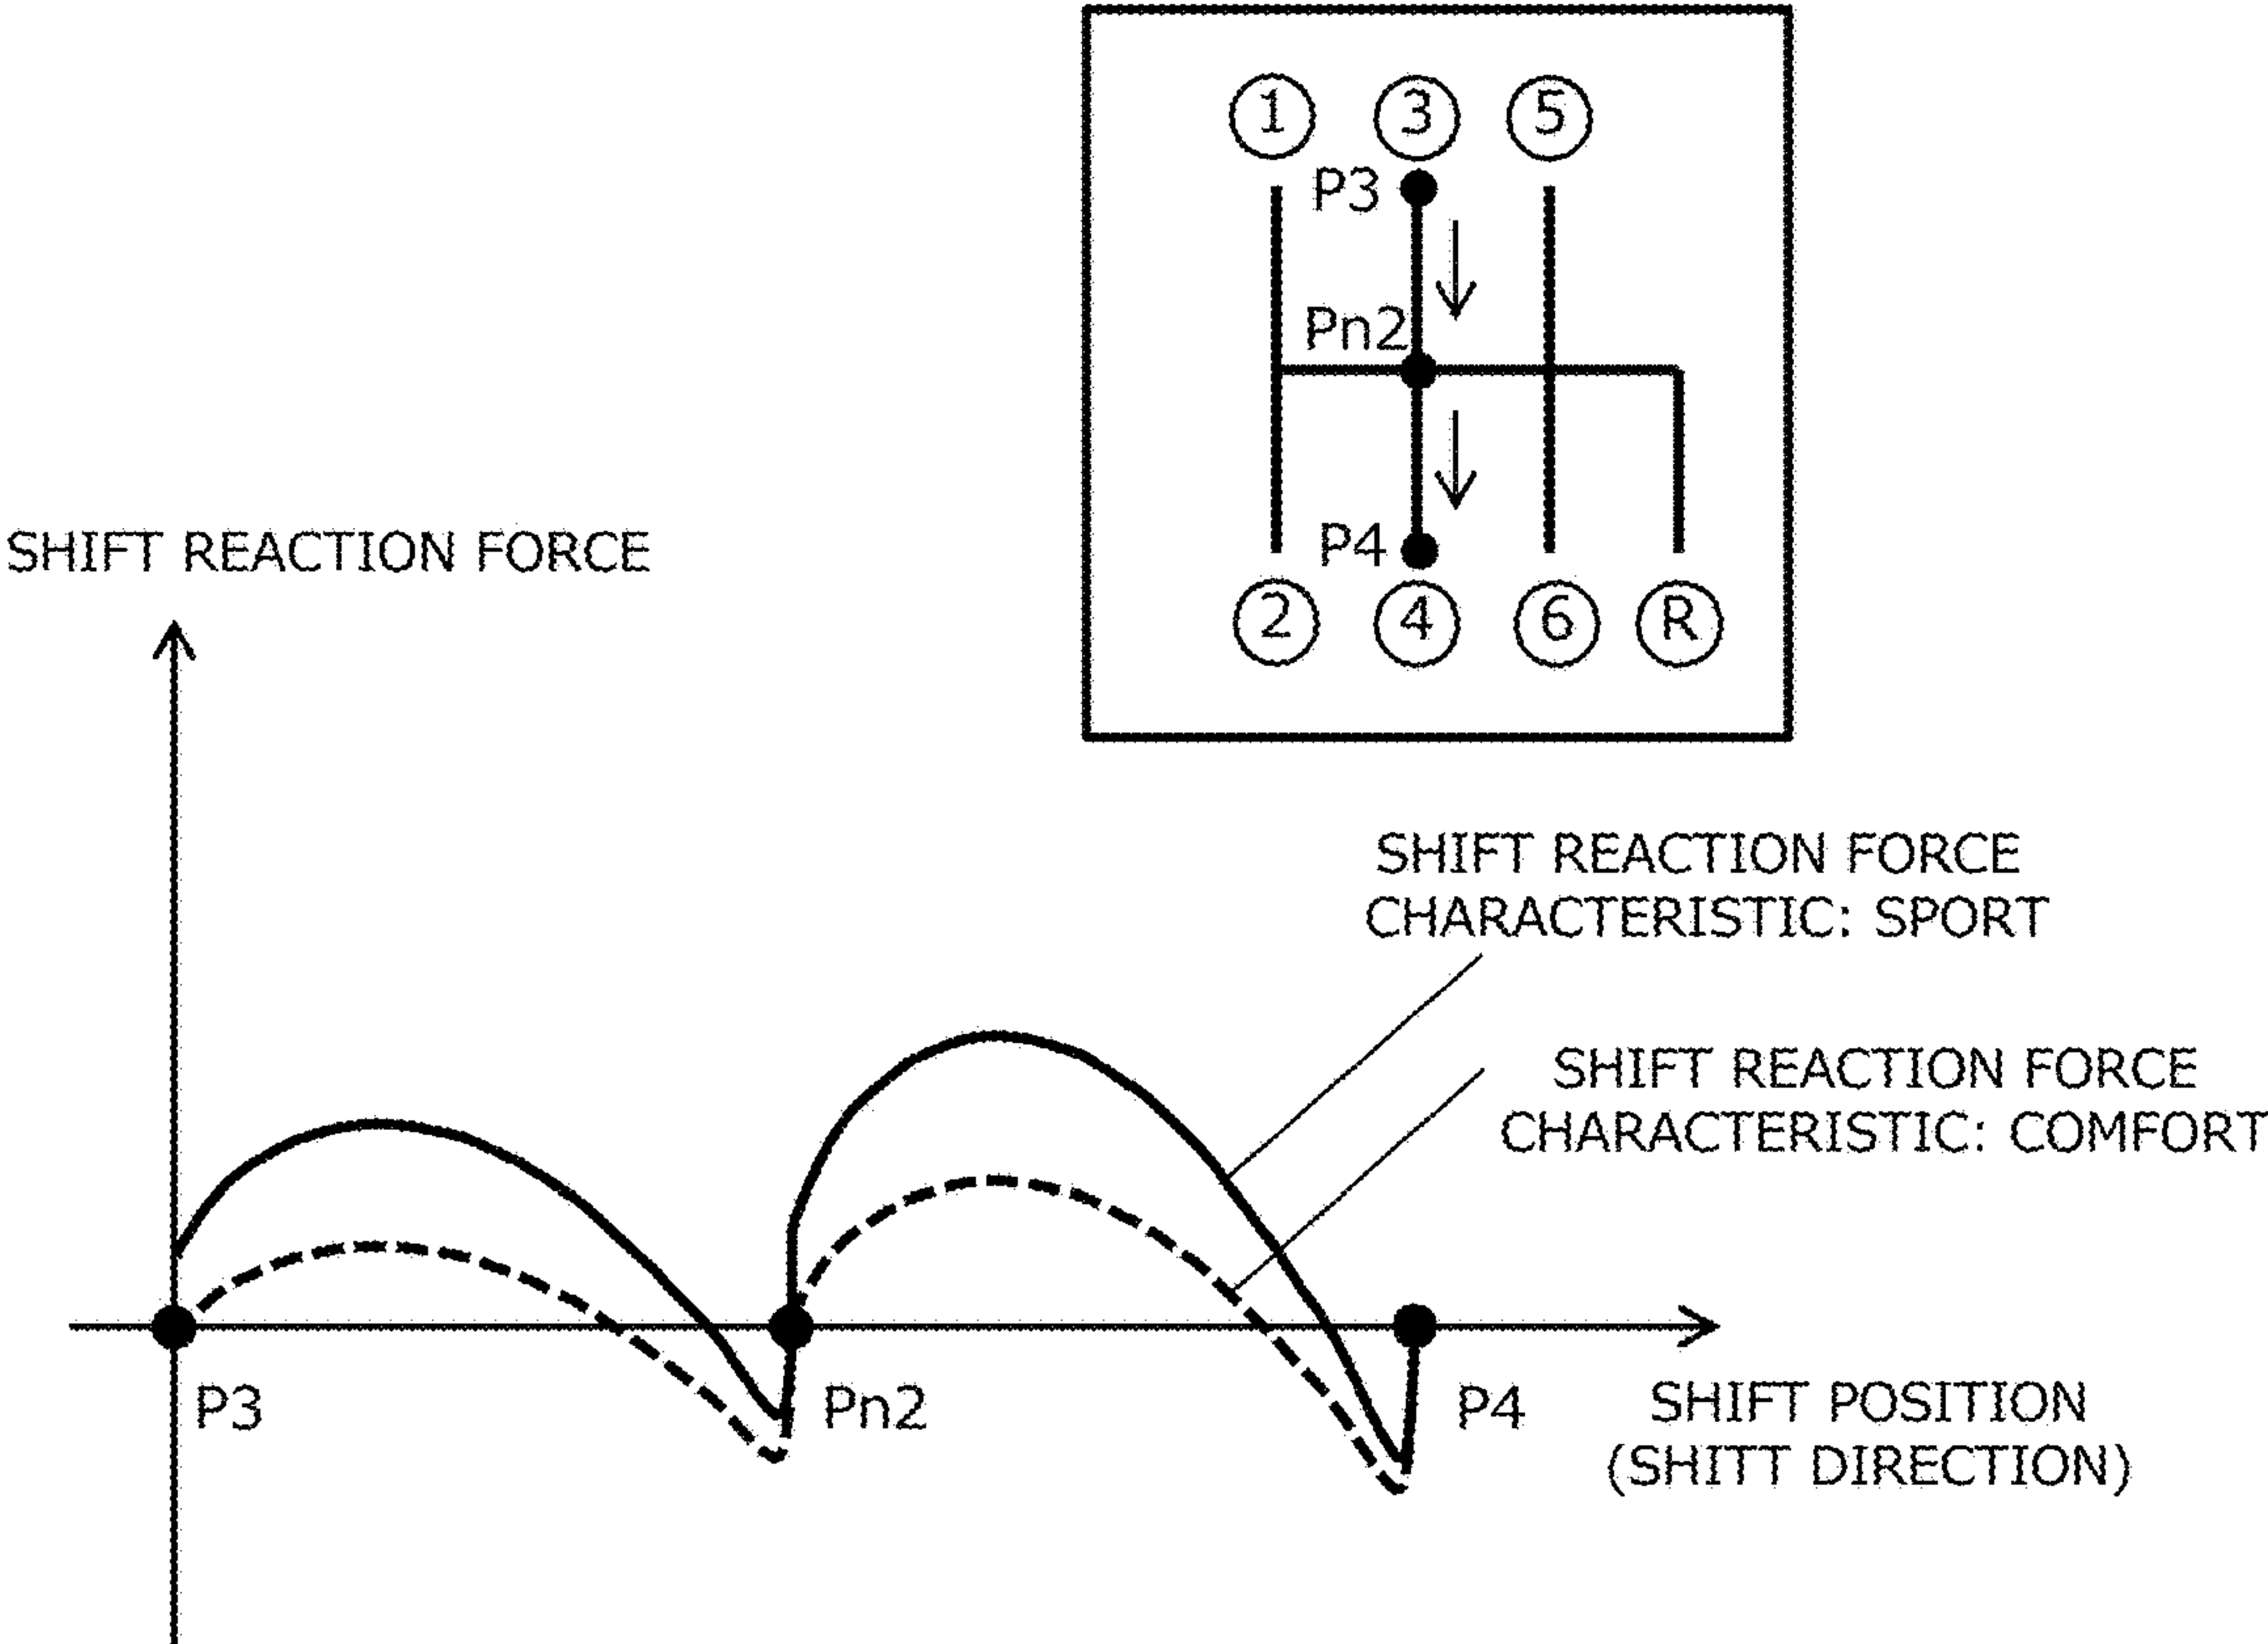 1 3 5
P3
Pn2
P4
2 4 6 R
SHIFT REACTION FORCE
SHIFT REACTION FORCE
CHARACTERISTIC: SPORT
SHIFT REACTION FORCE
CHARACTERISTIC: COMFORT
P3 Pn2 P4
SHIFT POSITION
(SHITT DIRECTION)